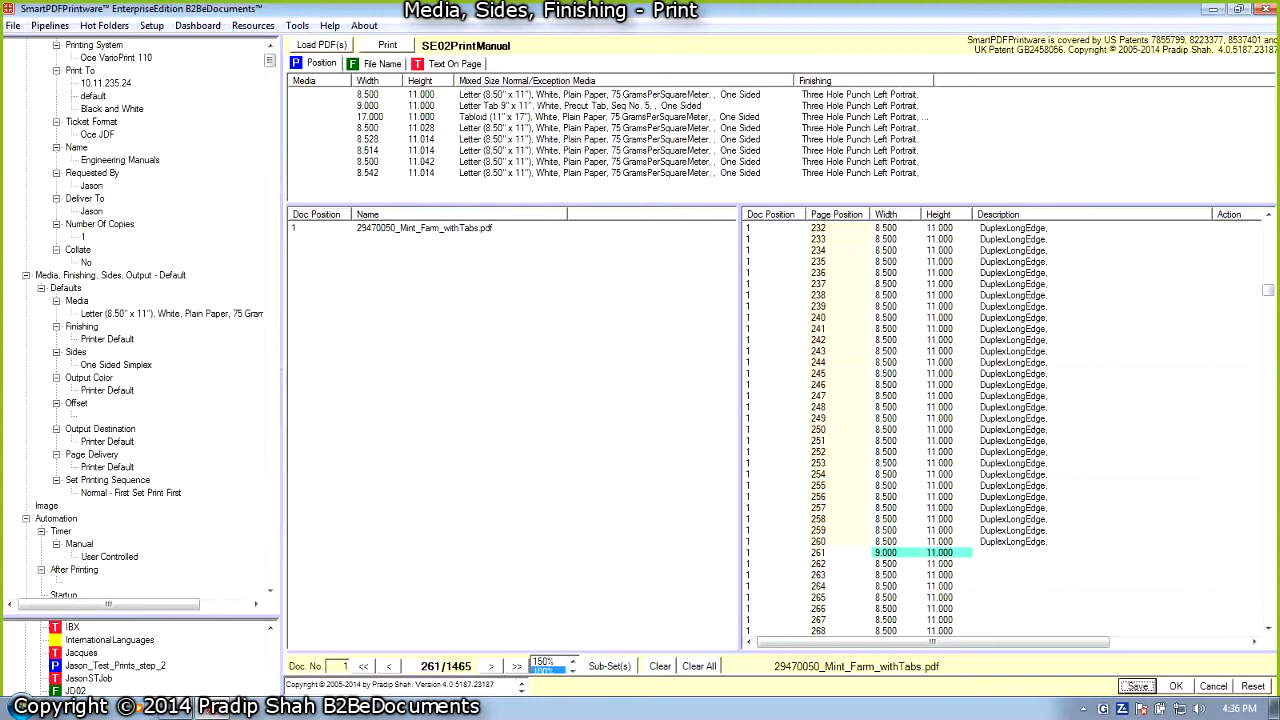 SmartPDFPrintware™ EnterpriseEdition B2BeDocuments™
Media, Sides, Finishing - Print
File Pipelines Hot Folders Setup Dashboard Resources Tools Help About
SmartPDFPrintware is covered by US Patents 7855799, 8223377, 8537401 and
UK Patent GB2458056. Copyright © 2005-2014 Pradip Shah. V4.0.5187.23197
Printing System
Oce VarioPrint 110
Print To
10.11.235.24
default
Black and White
Ticket Format
Oce JDF
Name
Engineering Manuals
Requested By
Jason
Deliver To
Jason
Number Of Copies
1
Collate
No
Media, Finishing, Sides, Output - Default
Defaults
Media
Letter (8.50" x 11"), White, Plain Paper, 75 Gram
Finishing
Printer Default
Sides
One Sided Simplex
Output Color
Printer Default
Offset
Output Destination
Printer Default
Page Delivery
Printer Default
Set Printing Sequence
Normal - First Set Print First
Image
Automation
Timer
Manual
User Controlled
After Printing
Startup
T IBX
InternationalLanguages
T Jacques
P Jason_Test_Prints_step_2
T JasonSTJob
F JD02
Load PDF(s) Print SE02PrintManual
P Position F File Name T Text On Page
Media Width Height Mixed Size Normal/Exception Media Finishing
8.500 11.000 Letter (8.50" x 11"), White, Plain Paper, 75 GramsPerSquareMeter, , One Sided Three Hole Punch Left Portrait,
9.000 11.000 Letter Tab 9" x 11", White, Precut Tab, Seq No. 5, , One Sided Three Hole Punch Left Portrait,
17.000 11.000 Tabloid (11" x 17"), White, Plain Paper, 75 GramsPerSquareMeter, , One Sided Three Hole Punch Left Portrait, ...
8.500 11.028 Letter (8.50" x 11"), White, Plain Paper, 75 GramsPerSquareMeter, , One Sided Three Hole Punch Left Portrait,
8.528 11.014 Letter (8.50" x 11"), White, Plain Paper, 75 GramsPerSquareMeter, , One Sided Three Hole Punch Left Portrait,
8.514 11.014 Letter (8.50" x 11"), White, Plain Paper, 75 GramsPerSquareMeter, , One Sided Three Hole Punch Left Portrait,
8.500 11.042 Letter (8.50" x 11"), White, Plain Paper, 75 GramsPerSquareMeter, , One Sided Three Hole Punch Left Portrait,
8.542 11.014 Letter (8.50" x 11"), White, Plain Paper, 75 GramsPerSquareMeter, , One Sided Three Hole Punch Left Portrait,
Doc Position Name
1 29470050_Mint_Farm_withTabs.pdf
Doc Position Page Position Width Height Description Action
1 232 8.500 11.000 DuplexLongEdge,
1 233 8.500 11.000 DuplexLongEdge,
1 234 8.500 11.000 DuplexLongEdge,
1 235 8.500 11.000 DuplexLongEdge,
1 236 8.500 11.000 DuplexLongEdge,
1 237 8.500 11.000 DuplexLongEdge,
1 238 8.500 11.000 DuplexLongEdge,
1 239 8.500 11.000 DuplexLongEdge,
1 240 8.500 11.000 DuplexLongEdge,
1 241 8.500 11.000 DuplexLongEdge,
1 242 8.500 11.000 DuplexLongEdge,
1 243 8.500 11.000 DuplexLongEdge,
1 244 8.500 11.000 DuplexLongEdge,
1 245 8.500 11.000 DuplexLongEdge,
1 246 8.500 11.000 DuplexLongEdge,
1 247 8.500 11.000 DuplexLongEdge,
1 248 8.500 11.000 DuplexLongEdge,
1 249 8.500 11.000 DuplexLongEdge,
1 250 8.500 11.000 DuplexLongEdge,
1 251 8.500 11.000 DuplexLongEdge,
1 252 8.500 11.000 DuplexLongEdge,
1 253 8.500 11.000 DuplexLongEdge,
1 254 8.500 11.000 DuplexLongEdge,
1 255 8.500 11.000 DuplexLongEdge,
1 256 8.500 11.000 DuplexLongEdge,
1 257 8.500 11.000 DuplexLongEdge,
1 258 8.500 11.000 DuplexLongEdge,
1 259 8.500 11.000 DuplexLongEdge,
1 260 8.500 11.000 DuplexLongEdge,
1 261 9.000 11.000
1 262 8.500 11.000
1 263 8.500 11.000
1 264 8.500 11.000
1 265 8.500 11.000
1 266 8.500 11.000
1 267 8.500 11.000
1 268 8.500 11.000
Doc. No. 1 << < 261/1465 > >> 150% 100% Sub-Set(s) Clear Clear All 29470050_Mint_Farm_withTabs.pdf
Copyright © 2005-2014 by Pradip Shah. Version 4.0.5187.23187
Save OK Cancel Reset
Copyright © 2014 Pradip Shah B2BeDocuments
4:36 PM